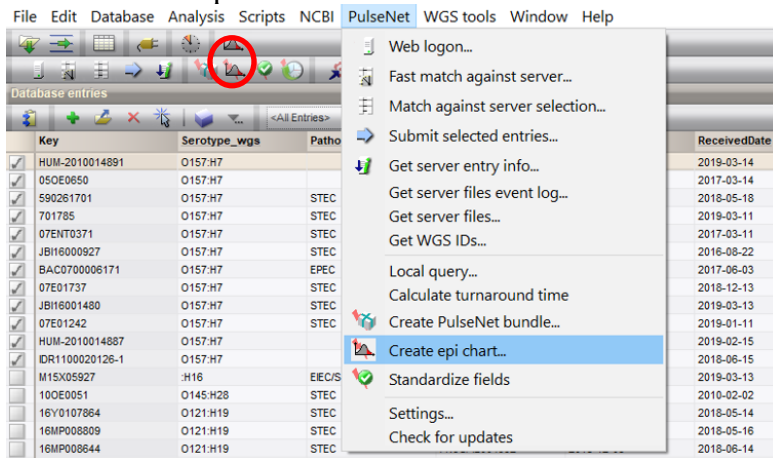 File Edit Database Analysis Scripts NCBI PulseNet WGS tools Window Help
Web logon...
Fast match against server...
Match against server selection...
Submit selected entries...
Get server entry info...
Get server files event log...
Get server files...
Get WGS IDs...
Local query...
Calculate turnaround time
Create PulseNet bundle...
Create epi chart...
Standardize fields
Settings...
Check for updates
Database entries
<All Entries>
Key Serotype_wgs Patho ReceivedDate
HUM-2010014891 O157:H7 2019-03-14
05OE0650 O157:H7 2017-03-14
590261701 O157:H7 STEC 2018-05-18
701785 O157:H7 STEC 2019-03-11
07ENT0371 O157:H7 STEC 2017-03-11
JBI16000927 O157:H7 STEC 2016-08-22
BAC0700006171 O157:H7 EPEC 2017-06-03
07E01737 O157:H7 STEC 2018-12-13
JBI16001480 O157:H7 STEC 2019-03-13
07E01242 O157:H7 STEC 2019-01-11
HUM-2010014887 O157:H7 2019-02-15
IDR1100020126-1 O157:H7 2018-06-15
M15X05927 :H16 EIEC/S 2019-03-13
10OE0051 O145:H28 STEC 2010-02-02
16Y0107864 O121:H19 STEC 2018-05-14
16MP008809 O121:H19 STEC 2018-05-16
16MP008644 O121:H19 STEC 2018-06-14